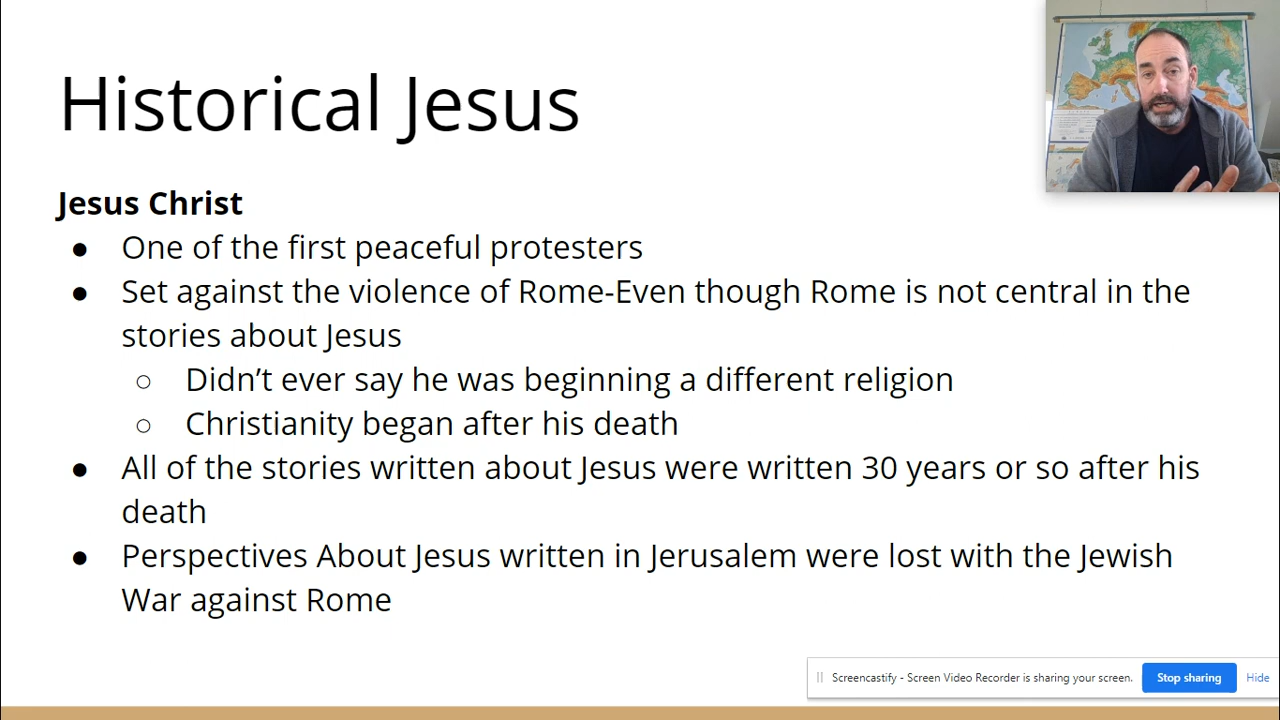 Historical Jesus
Jesus Christ
● One of the first peaceful protesters
● Set against the violence of Rome-Even though Rome is not central in the
stories about Jesus
○ Didn’t ever say he was beginning a different religion
○ Christianity began after his death
● All of the stories written about Jesus were written 30 years or so after his
death
● Perspectives About Jesus written in Jerusalem were lost with the Jewish
War against Rome
Screencastify - Screen Video Recorder is sharing your screen. Stop sharing Hide